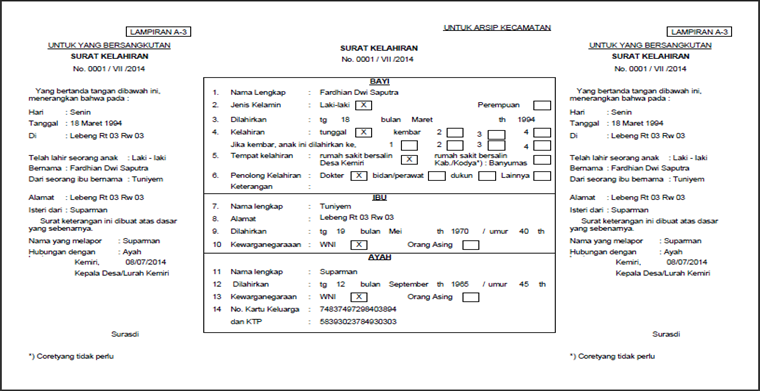 LAMPIRAN A-3
UNTUK YANG BERSANGKUTAN
SURAT KELAHIRAN
No. 0001 / VII /2014
Yang bertanda tangan dibawah ini,
menerangkan bahwa pada :
Hari : Senin
Tanggal : 18 Maret 1994
Di : Lebeng Rt 03 Rw 03
Telah lahir seorang anak : Laki - laki
Bernama : Fardhian Dwi Saputra
Dari seorang ibu bernama : Tuniyem
Alamat : Lebeng Rt 03 Rw 03
Isteri dari : Suparman
Surat keterangan ini dibuat atas dasar
yang sebenarnya.
Nama yang melapor : Suparman
Hubungan dengan : Ayah
Kemiri, 08/07/2014
Kepala Desa/Lurah Kemiri
Surasdi
*) Coretyang tidak perlu
UNTUK ARSIP KECAMATAN
SURAT KELAHIRAN
No. 0001 / VII /2014
BAYI
1. Nama Lengkap : Fardhian Dwi Saputra
2. Jenis Kelamin : Laki-laki X Perempuan
3. Dilahirkan : tg 18 bulan Maret th 1994
4. Kelahiran : tunggal X kembar 2 3 4
Jika kembar, anak ini dilahirkan ke, 1 2 3 4
5. Tempat kelahiran : rumah sakit bersalin X rumah sakit bersalin
Desa Kemiri Kab./Kodya*) : Banyumas
6. Penolong Kelahiran : Dokter X bidan/perawat dukun Lainnya
Keterangan :
IBU
7. Nama lengkap : Tuniyem
8. Alamat : Lebeng Rt 03 Rw 03
9. Dilahirkan : tg 19 bulan Mei th 1970 / umur 40 th
10 Kewarganegaraaan : WNI X Orang Asing
AYAH
11 Nama lengkap : Suparman
12 Dilahirkan : tg 12 bulan September th 1965 / umur 45 th
13 Kewarganegaraan : WNI X Orang Asing
14 No. Kartu Keluarga : 74837497298403894
dan KTP : 58393023784930303
LAMPIRAN A-3
UNTUK YANG BERSANGKUTAN
SURAT KELAHIRAN
No. 0001 / VII /2014
Yang bertanda tangan dibawah ini,
menerangkan bahwa pada :
Hari : Senin
Tanggal : 18 Maret 1994
Di : Lebeng Rt 03 Rw 03
Telah lahir seorang anak : Laki - laki
Bernama : Fardhian Dwi Saputra
Dari seorang ibu bernama : Tuniyem
Alamat : Lebeng Rt 03 Rw 03
Isteri dari : Suparman
Surat keterangan ini dibuat atas dasar
yang sebenarnya.
Nama yang melapor : Suparman
Hubungan dengan : Ayah
Kemiri, 08/07/2014
Kepala Desa/Lurah Kemiri
Surasdi
*) Coretyang tidak perlu